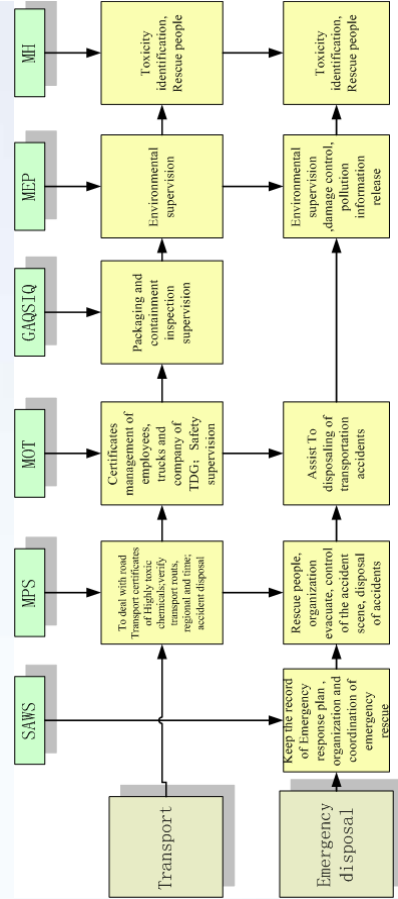 SAWS
MPS
MOT
GAQSIQ
MEP
MH
Transport
To deal with road
Transport certificates
of Highly toxic
chemicals;verify
transport routs,
regional and time;
accident disposal
Certificates
management of
employees,
trucks and
company of
TDG; Safety
supervision
Packaging and
containment
inspection
supervision
Environmental
supervision
Toxicity
identification,
Rescue people
Emergency
disposal
Keep the record
of Emergency
response plan ,
organization and
coordination of
emergency
rescue
Rescue people,
organization
evacuate, control
of the accident
scene, disposal
of accidents
Assist To
disposaling of
transportation
accidents
Environmental
supervision
,damage control,
pollution
information
release
Toxicity
identification,
Rescue people